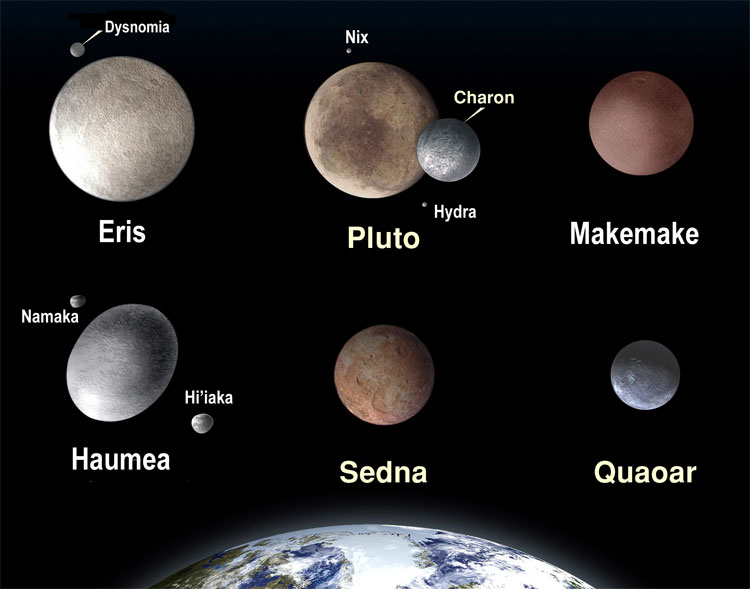 Dysnomia
Nix
Charon
Hydra
Eris
Pluto
Makemake
Namaka
Hi'iaka
Haumea
Sedna
Quaoar